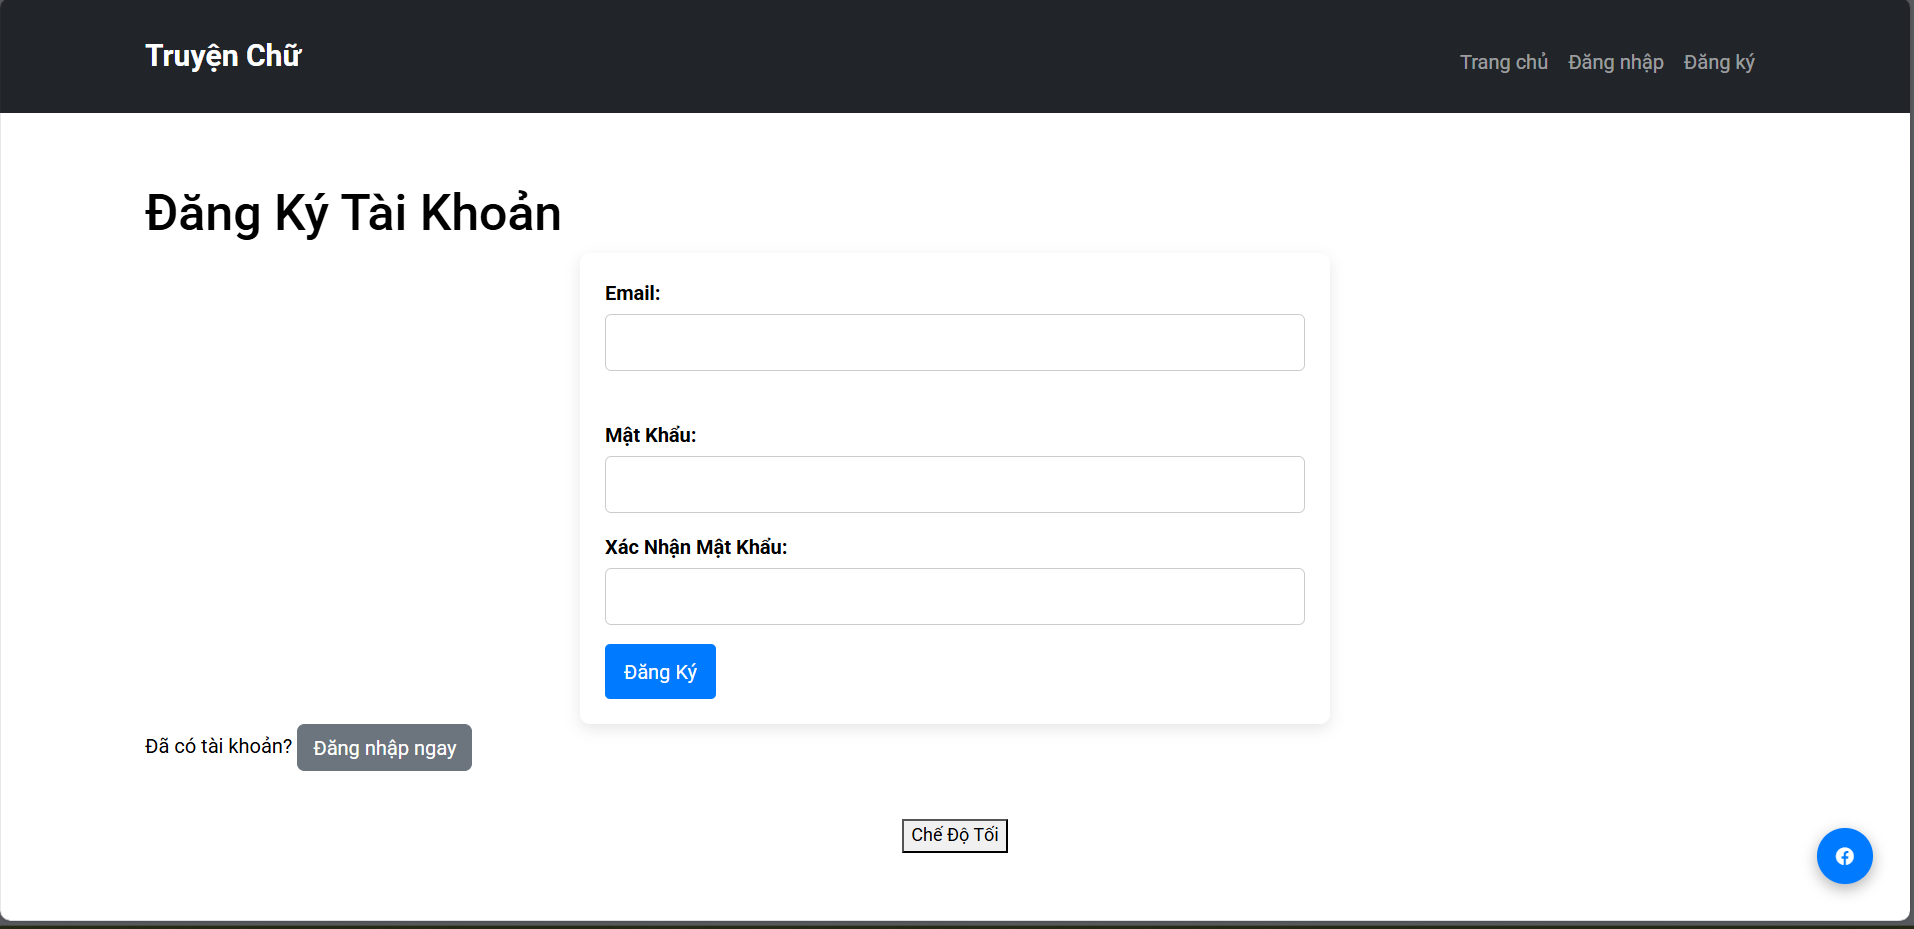 Truyện Chữ
Trang chủ Đăng nhập Đăng ký
Đăng Ký Tài Khoản
Email:
Mật Khẩu:
Xác Nhận Mật Khẩu:
Đăng Ký
Đã có tài khoản? Đăng nhập ngay
Chế Độ Tối